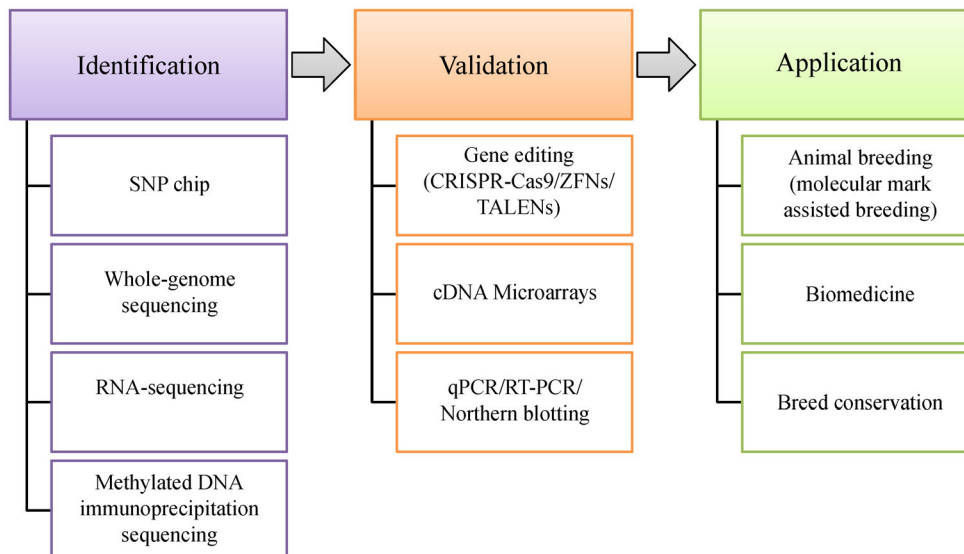 Identification
SNP chip
Whole-genome
sequencing
RNA-sequencing
Methylated DNA
immunoprecipitation
sequencing
Validation
Gene editing
(CRISPR-Cas9/ZFNs/
TALENs)
cDNA Microarrays
qPCR/RT-PCR/
Northern blotting
Application
Animal breeding
(molecular mark
assisted breeding)
Biomedicine
Breed conservation